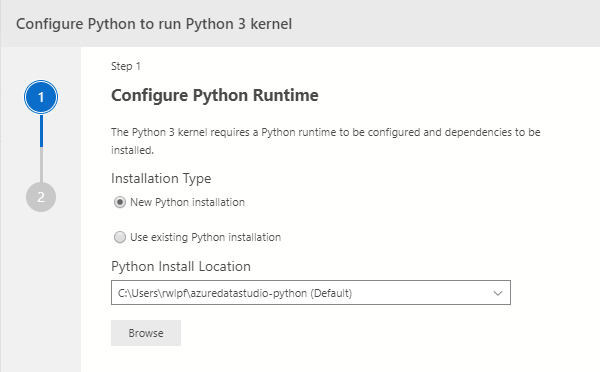 Configure Python to run Python 3 kernel
1
2
Step 1
Configure Python Runtime
The Python 3 kernel requires a Python runtime to be configured and dependencies to be
installed.
Installation Type
New Python installation
Use existing Python installation
Python Install Location
C:\Users\rwlpf\azuredatastudio-python (Default)
Browse